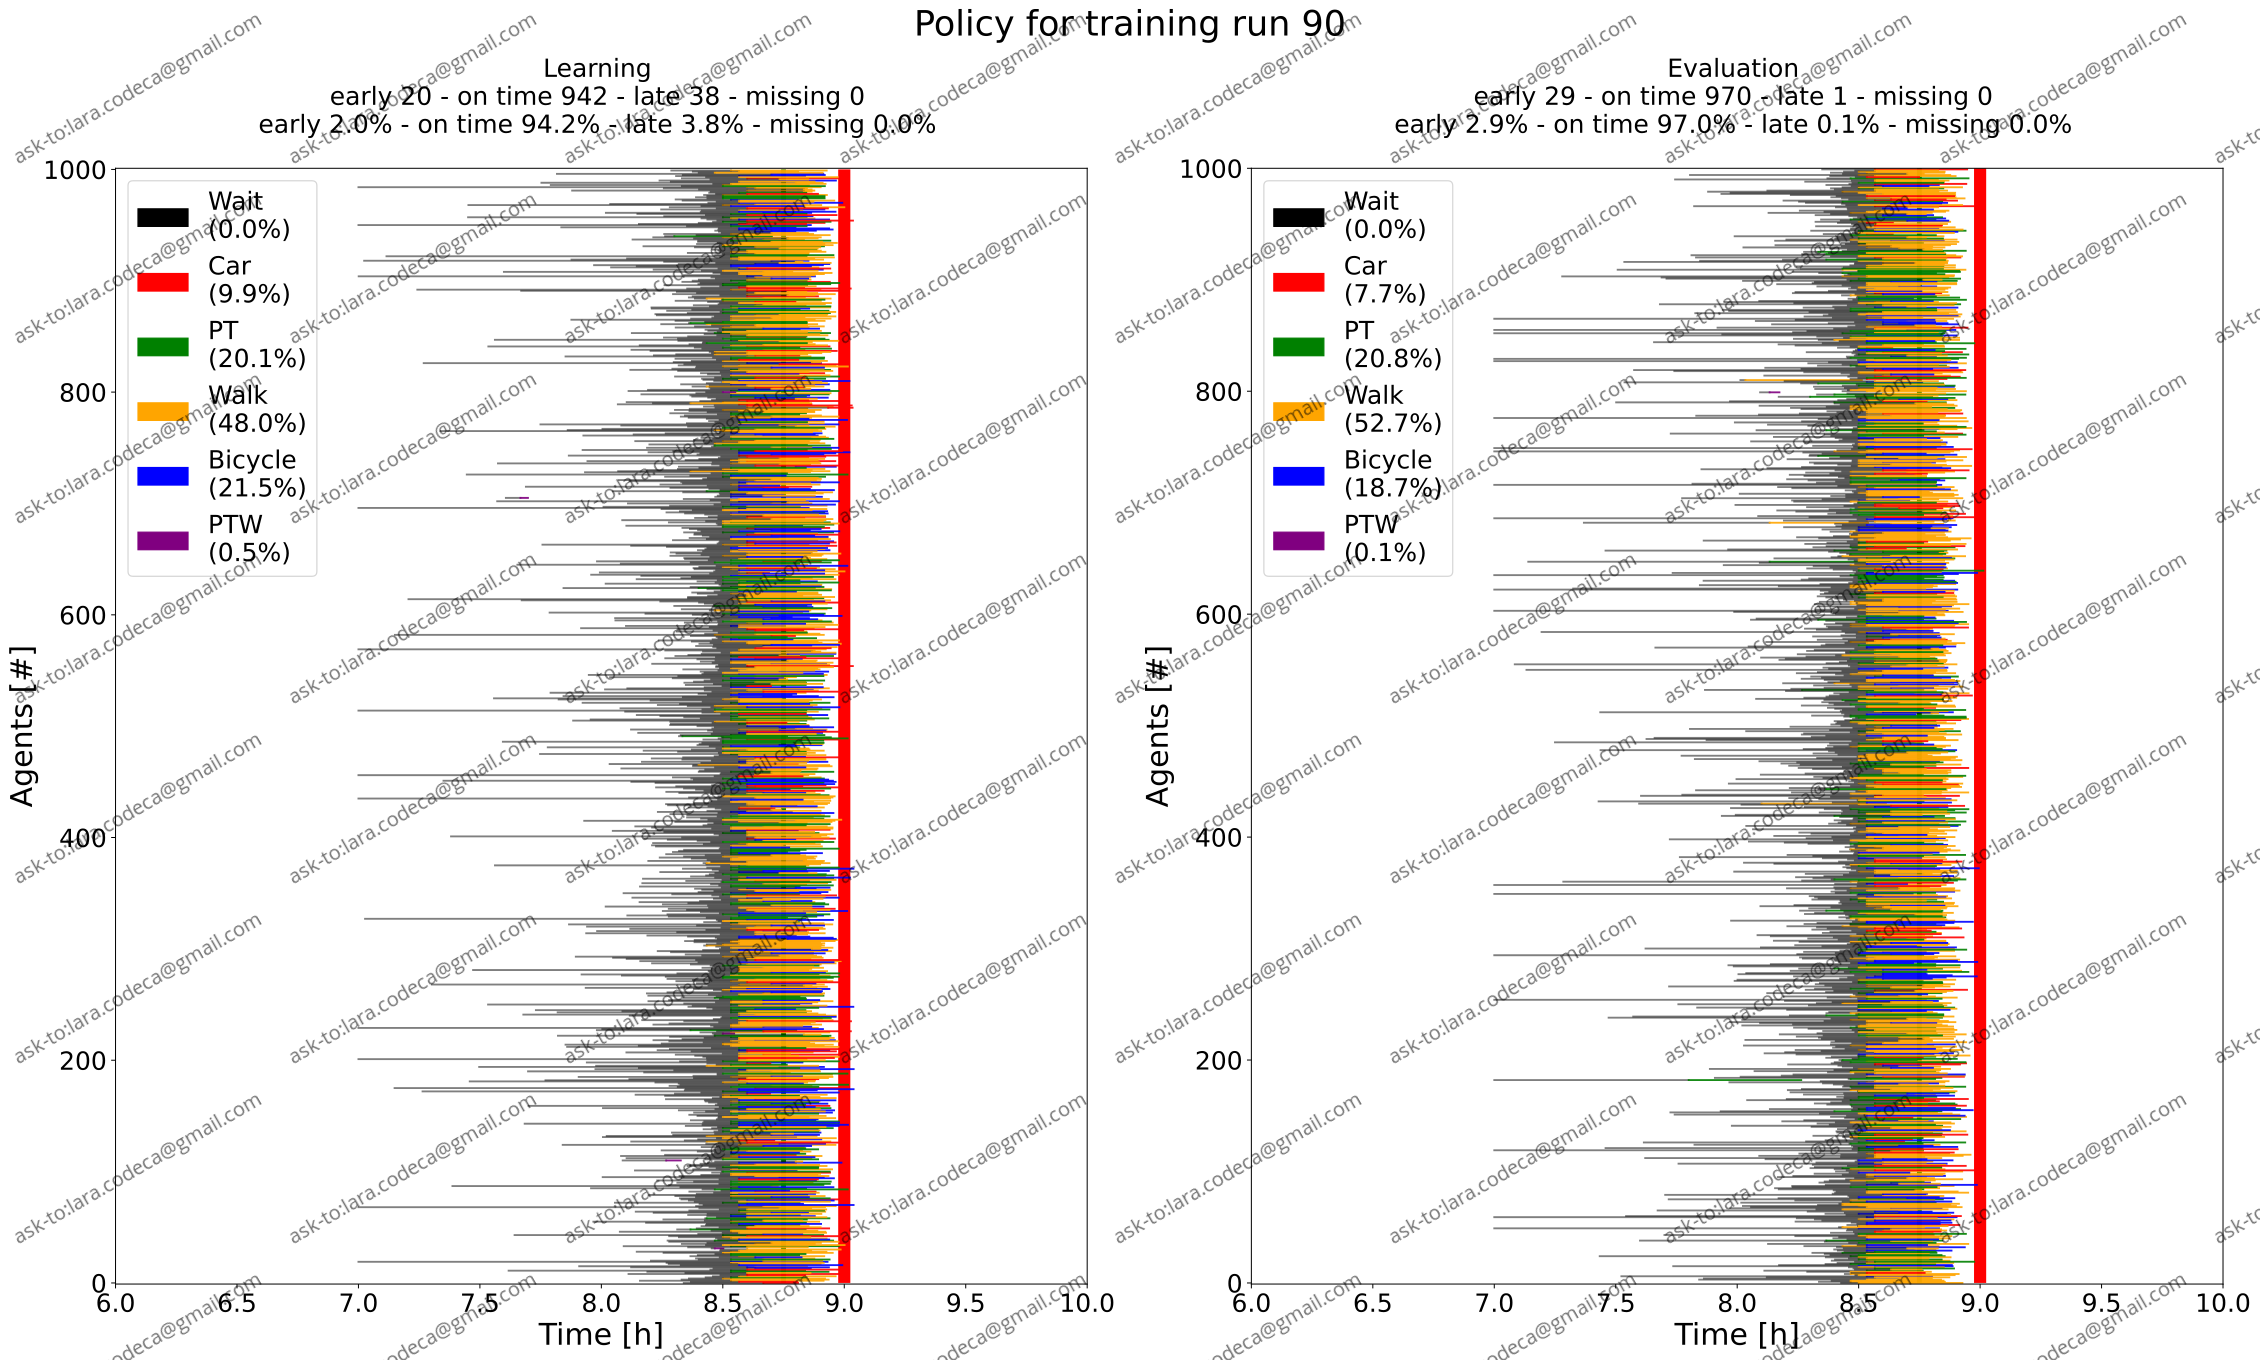 Policy for training run 90
Learning
early 20 - on time 942 - late 38 - missing 0
early 2.0% - on time 94.2% - late 3.8% - missing 0.0%
Agents [#]
1000
800
600
400
200
0
Wait
(0.0%)
Car
(9.9%)
PT
(20.1%)
Walk
(48.0%)
Bicycle
(21.5%)
PTW
(0.5%)
6.0 6.5 7.0 7.5 8.0 8.5 9.0 9.5 10.0
Time [h]
Evaluation
early 29 - on time 970 - late 1 - missing 0
early 2.9% - on time 97.0% - late 0.1% - missing 0.0%
Agents [#]
1000
800
600
400
200
0
Wait
(0.0%)
Car
(7.7%)
PT
(20.8%)
Walk
(52.7%)
Bicycle
(18.7%)
PTW
(0.1%)
6.0 6.5 7.0 7.5 8.0 8.5 9.0 9.5 10.0
Time [h]
ask-to:lara.codeca@gmail.com